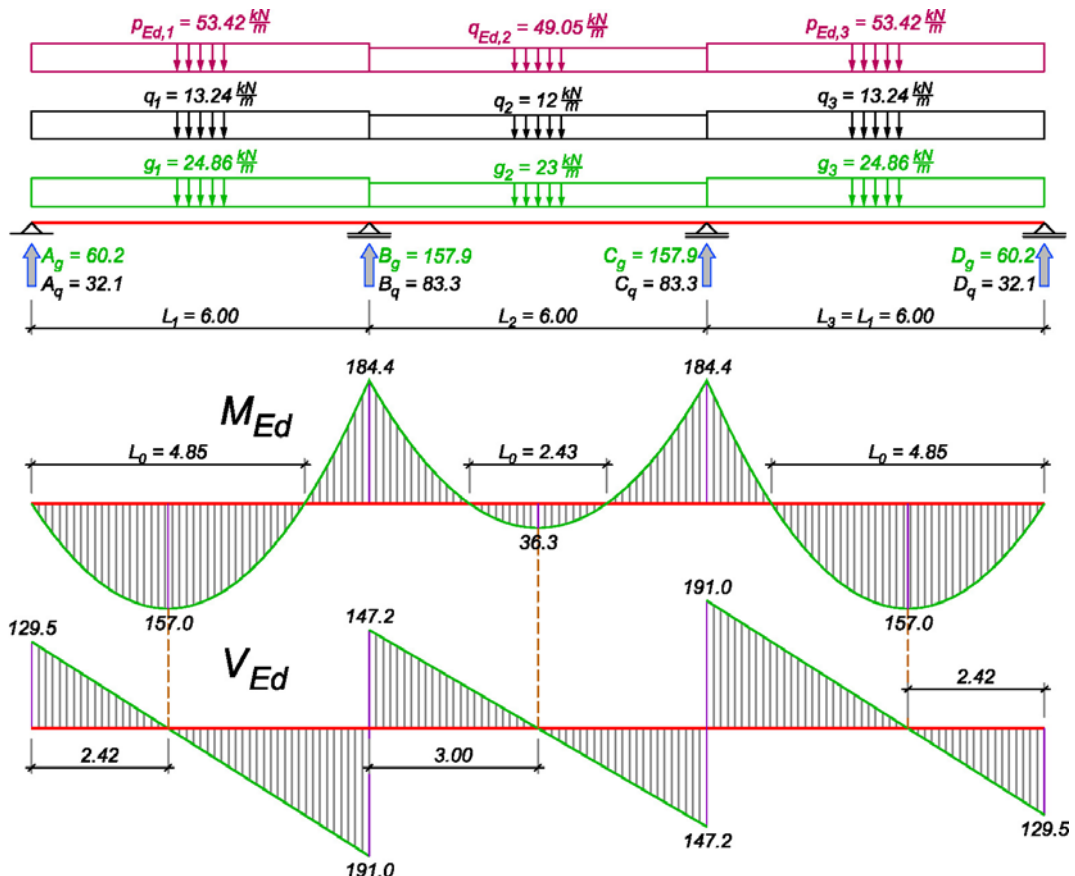 p_Ed,1 = 53.42 kN/m
q_Ed,2 = 49.05 kN/m
p_Ed,3 = 53.42 kN/m
q_1 = 13.24 kN/m
q_2 = 12 kN/m
q_3 = 13.24 kN/m
g_1 = 24.86 kN/m
g_2 = 23 kN/m
g_3 = 24.86 kN/m
A_g = 60.2
A_q = 32.1
B_g = 157.9
B_q = 83.3
C_g = 157.9
C_q = 83.3
D_g = 60.2
D_q = 32.1
L_1 = 6.00
L_2 = 6.00
L_3 = L_1 = 6.00
184.4
184.4
M_Ed
L_0 = 4.85
L_0 = 2.43
L_0 = 4.85
36.3
157.0
157.0
129.5
147.2
191.0
V_Ed
2.42
2.42
3.00
191.0
147.2
129.5